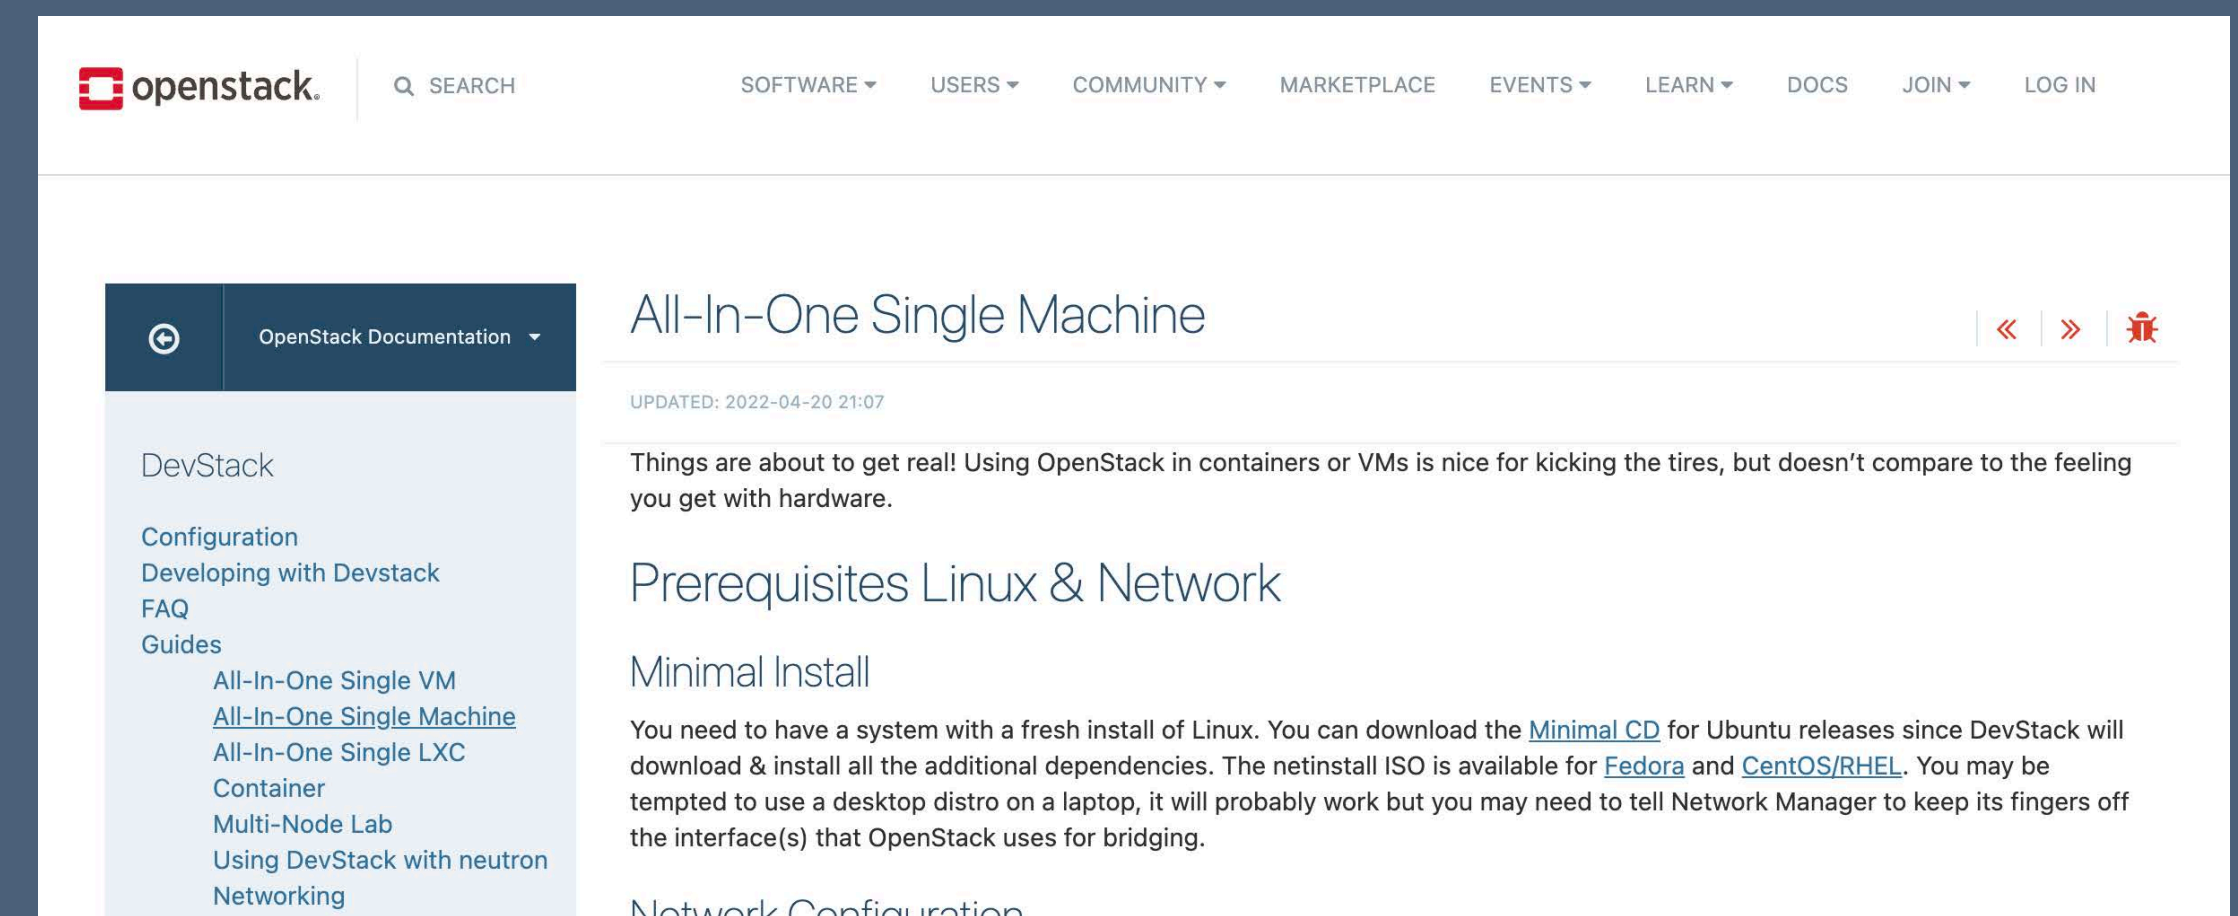 openstack.
SEARCH
SOFTWARE
USERS
COMMUNITY
MARKETPLACE
EVENTS
LEARN
DOCS
JOIN
LOG IN
OpenStack Documentation
DevStack
Configuration
Developing with Devstack
FAQ
Guides
All-In-One Single VM
All-In-One Single Machine
All-In-One Single LXC
Container
Multi-Node Lab
Using DevStack with neutron
Networking
All-In-One Single Machine
UPDATED: 2022-04-20 21:07
Things are about to get real! Using OpenStack in containers or VMs is nice for kicking the tires, but doesn’t compare to the feeling
you get with hardware.
Prerequisites Linux & Network
Minimal Install
You need to have a system with a fresh install of Linux. You can download the Minimal CD for Ubuntu releases since DevStack will
download & install all the additional dependencies. The netinstall ISO is available for Fedora and CentOS/RHEL. You may be
tempted to use a desktop distro on a laptop, it will probably work but you may need to tell Network Manager to keep its fingers off
the interface(s) that OpenStack uses for bridging.
Network Configuration